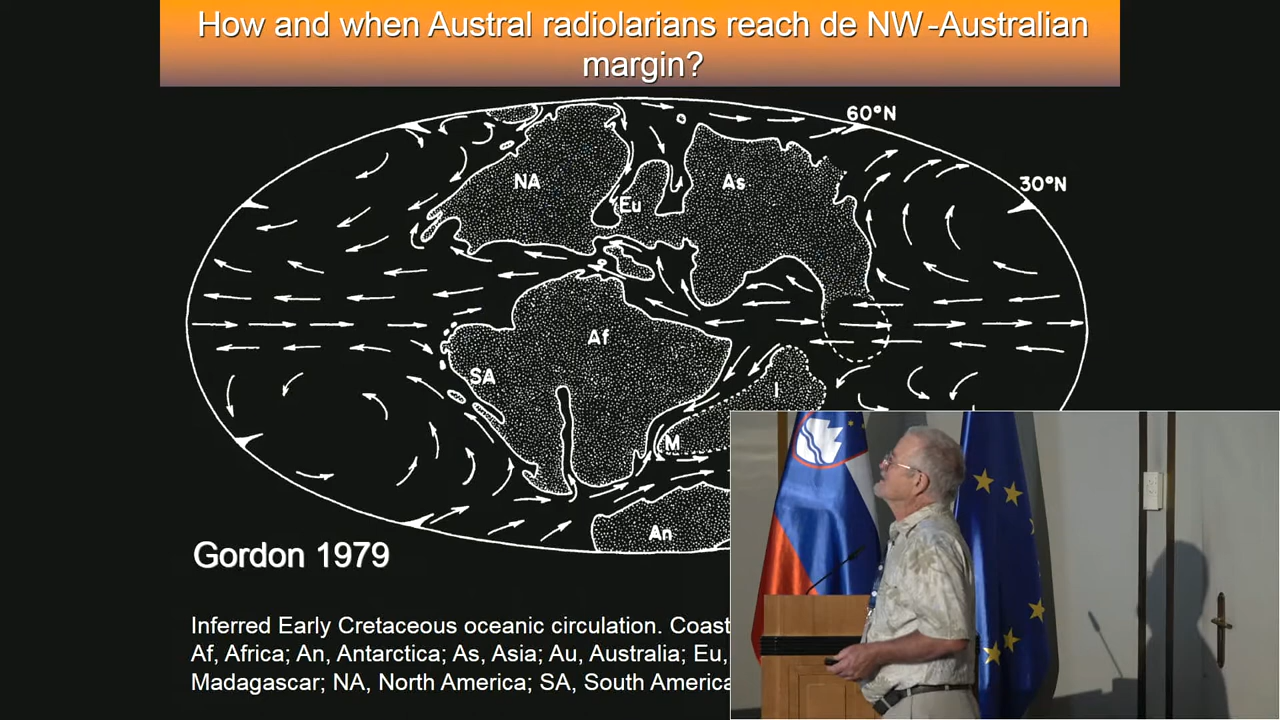 How and when Austral radiolarians reach de NW-Australian
margin?
60°N
30°N
NA
Eu
As
Af
SA
I
M
An
Gordon 1979
Inferred Early Cretaceous oceanic circulation. Coast
Af, Africa; An, Antarctica; As, Asia; Au, Australia; Eu,
Madagascar; NA, North America; SA, South America